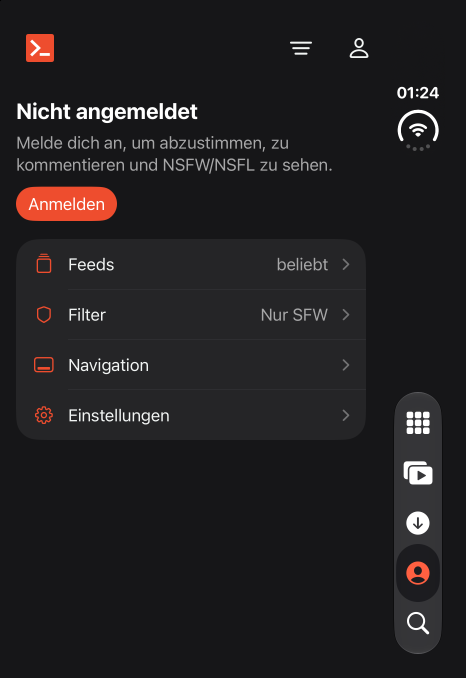 01:24
Nicht angemeldet
Melde dich an, um abzustimmen, zu
kommentieren und NSFW/NSFL zu sehen.
Anmelden
Feeds beliebt
Filter Nur SFW
Navigation
Einstellungen